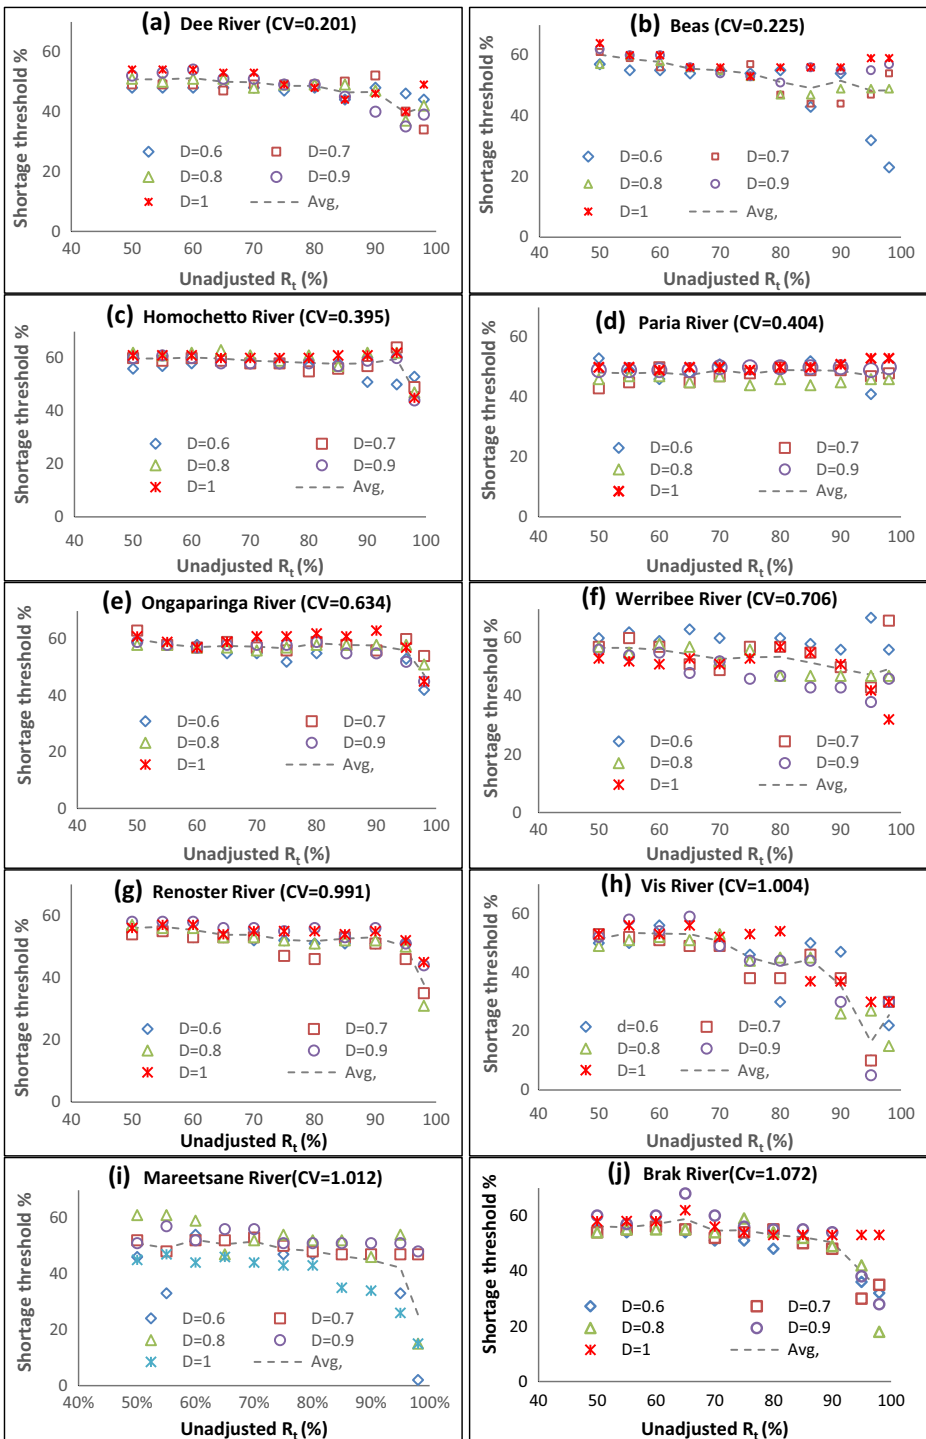 (a) Dee River (CV=0.201)
Shortage threshold %
60
40
20
0
D=0.6 D=0.7
D=0.8 D=0.9
D=1 Avg,
40 50 60 70 80 90 100
Unadjusted Rt (%)
(b) Beas (CV=0.225)
Shortage threshold %
60
40
20
0
D=0.6 D=0.7
D=0.8 D=0.9
D=1 Avg,
40 50 60 70 80 90 100
Unadjusted Rt (%)
(c) Homochetto River (CV=0.395)
Shortage threshold %
60
40
20
0
D=0.6 D=0.7
D=0.8 D=0.9
D=1 Avg,
40 50 60 70 80 90 100
Unadjusted Rt (%)
(d) Paria River (CV=0.404)
Shortage threshold %
60
40
20
0
D=0.6 D=0.7
D=0.8 D=0.9
D=1 Avg,
40 50 60 70 80 90 100
Unadjusted Rt (%)
(e) Ongaparinga River (CV=0.634)
Shortage threshold %
60
40
20
0
D=0.6 D=0.7
D=0.8 D=0.9
D=1 Avg,
40 50 60 70 80 90 100
Unadjusted Rt (%)
(f) Werribee River (CV=0.706)
Shortage threshold %
60
40
20
0
D=0.6 D=0.7
D=0.8 D=0.9
D=1 Avg,
40 50 60 70 80 90 100
Unadjusted Rt (%)
(g) Renoster River (CV=0.991)
Shortage threshold %
60
40
20
0
D=0.6 D=0.7
D=0.8 D=0.9
D=1 Avg,
40 50 60 70 80 90 100
Unadjusted Rt (%)
(h) Vis River (CV=1.004)
Shortage threshold %
60
40
20
0
d=0.6 D=0.7
D=0.8 D=0.9
D=1 Avg,
40 50 60 70 80 90 100
Unadjusted Rt (%)
(i) Mareetsane River(CV=1.012)
Shortage threshold %
60
40
20
0
D=0.6 D=0.7
D=0.8 D=0.9
D=1 Avg,
40% 50% 60% 70% 80% 90% 100%
Unadjusted Rt (%)
(j) Brak River(Cv=1.072)
Shortage threshold %
60
40
20
0
D=0.6 D=0.7
D=0.8 D=0.9
D=1 Avg,
40 50 60 70 80 90 100
Unadjusted Rt (%)